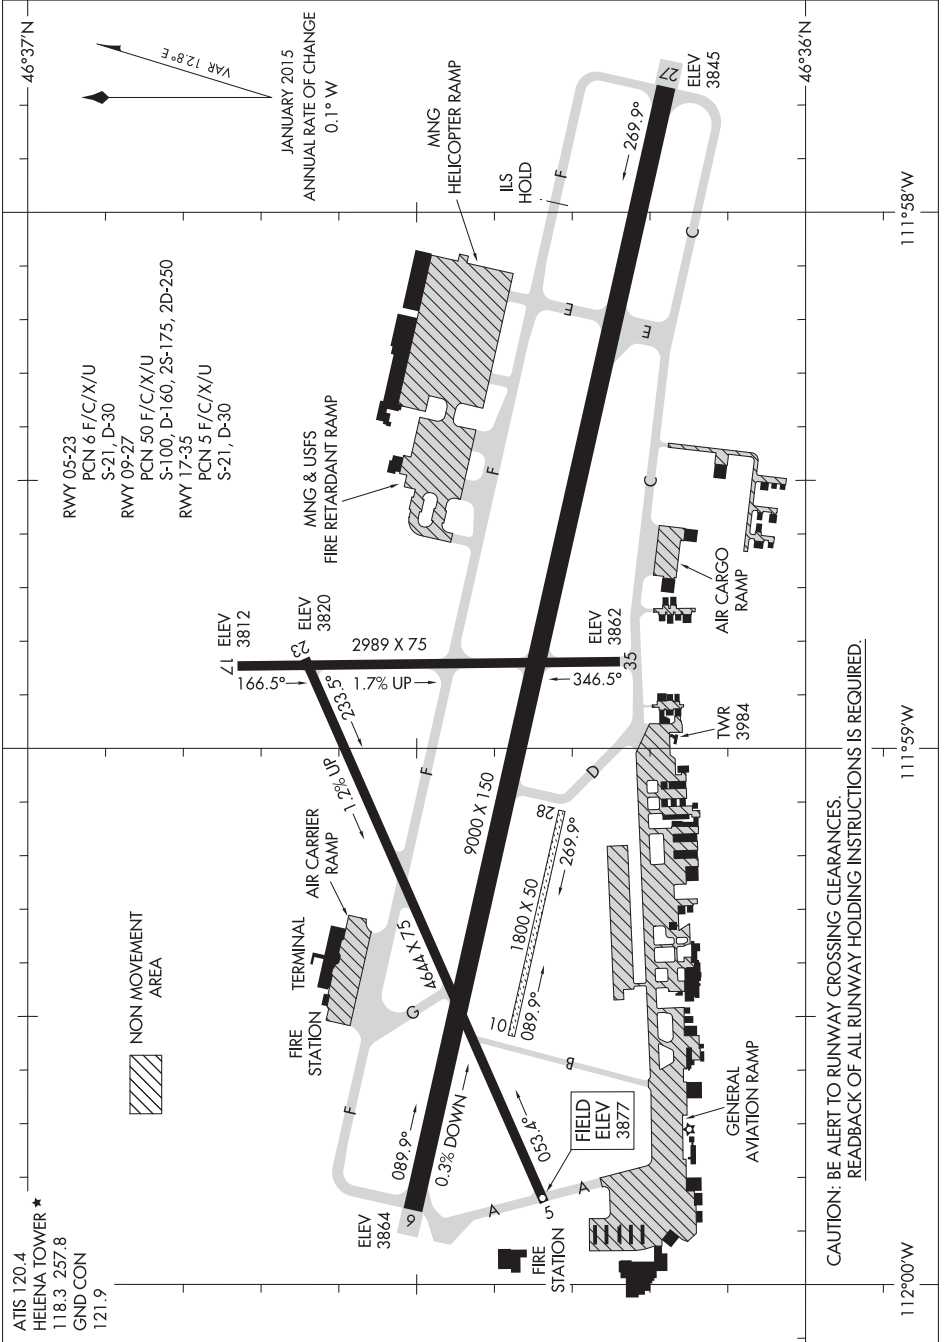 ATIS 120.4
HELENA TOWER ★
118.3 257.8
GND CON
121.9
NON MOVEMENT
AREA
RWY 05-23
PCN 6 F/C/X/U
S-21, D-30
RWY 09-27
PCN 50 F/C/X/U
S-100, D-160, 2S-175, 2D-250
RWY 17-35
PCN 5 F/C/X/U
S-21, D-30
VAR 12.8° E
JANUARY 2015
ANNUAL RATE OF CHANGE
0.1° W
46°37'N
46°36'N
FIRE
STATION
TERMINAL
AIR CARRIER
RAMP
MNG & USFS
FIRE RETARDANT RAMP
MNG
HELICOPTER RAMP
ILS
HOLD
17
ELEV
3812
23
ELEV
3820
166.5°
233.5°
2989 X 75
1.7% UP
1.2% UP
346.5°
ELEV
3862
35
4644 X 75
9000 X 150
ELEV
3864
9
089.9°
0.3% DOWN
053.4°
5
FIELD
ELEV
3877
10
089.9°
1800 X 50
269.9°
28
269.9°
27
ELEV
3845
F
F
F
F
G
A
A
B
D
C
C
E
E
FIRE
STATION
GENERAL
AVIATION RAMP
TWR
3984
AIR CARGO
RAMP
CAUTION: BE ALERT TO RUNWAY CROSSING CLEARANCES.
READBACK OF ALL RUNWAY HOLDING INSTRUCTIONS IS REQUIRED.
112°00'W
111°59'W
111°58'W